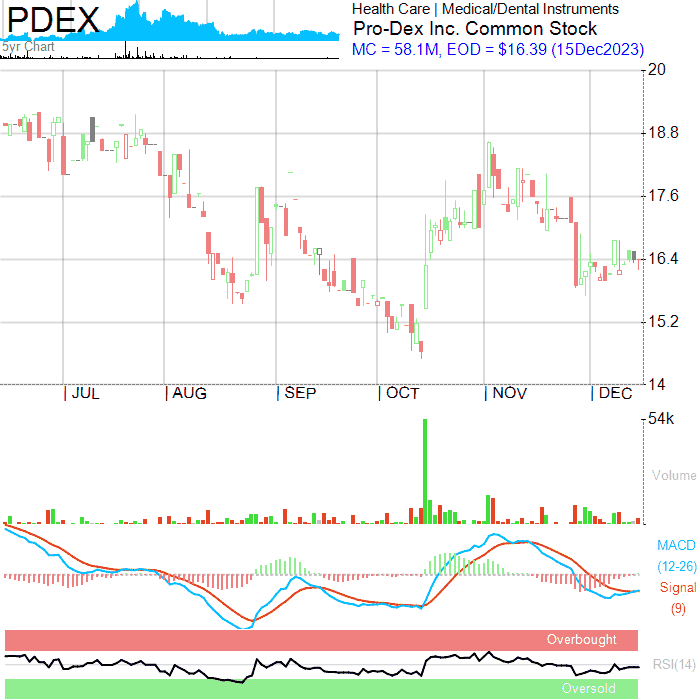 PDEX
5yr Chart
Health Care | Medical/Dental Instruments
Pro-Dex Inc. Common Stock
MC = 58.1M, EOD = $16.39 (15Dec2023)
20
18.8
17.6
16.4
15.2
14
| JUL | AUG | SEP | OCT | NOV | DEC
54k
Volume
MACD
(12-26)
Signal
(9)
Overbought
RSI(14)
Oversold